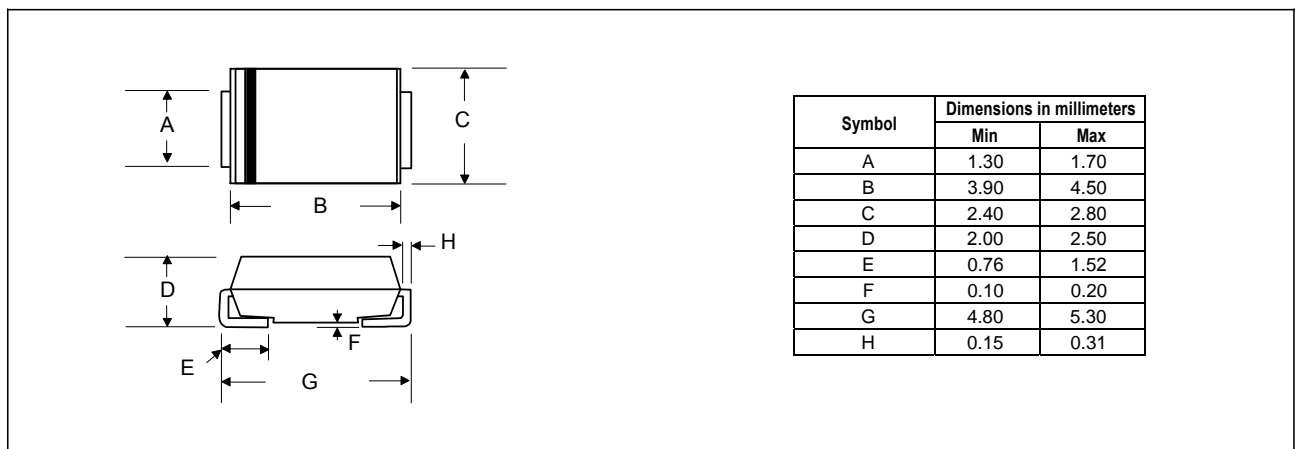 A
C
B
H
D
F
E
G
Symbol Dimensions in millimeters
Min Max
A 1.30 1.70
B 3.90 4.50
C 2.40 2.80
D 2.00 2.50
E 0.76 1.52
F 0.10 0.20
G 4.80 5.30
H 0.15 0.31